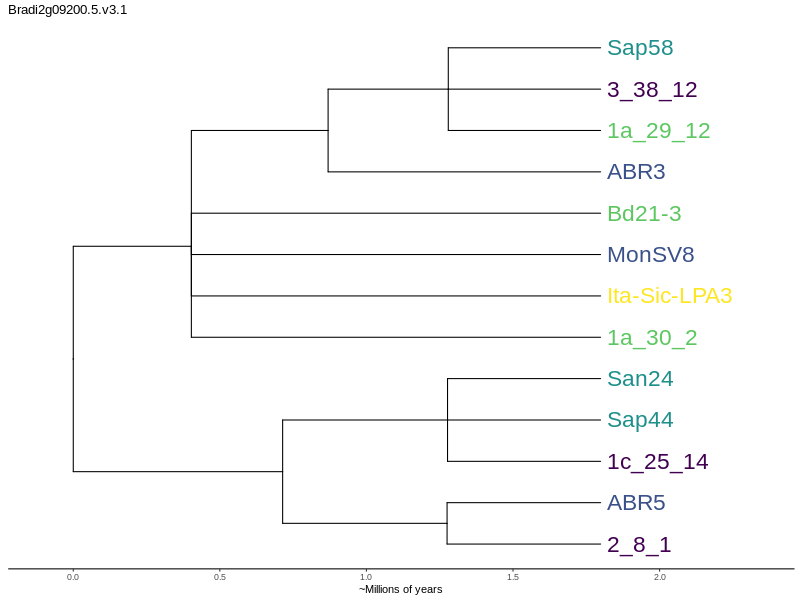 Bradi2g09200.5.v3.1
Sap58
3_38_12
1a_29_12
ABR3
Bd21-3
MonSV8
Ita-Sic-LPA3
1a_30_2
San24
Sap44
1c_25_14
ABR5
2_8_1
0.0 0.5 1.0 1.5 2.0
~Millions of years